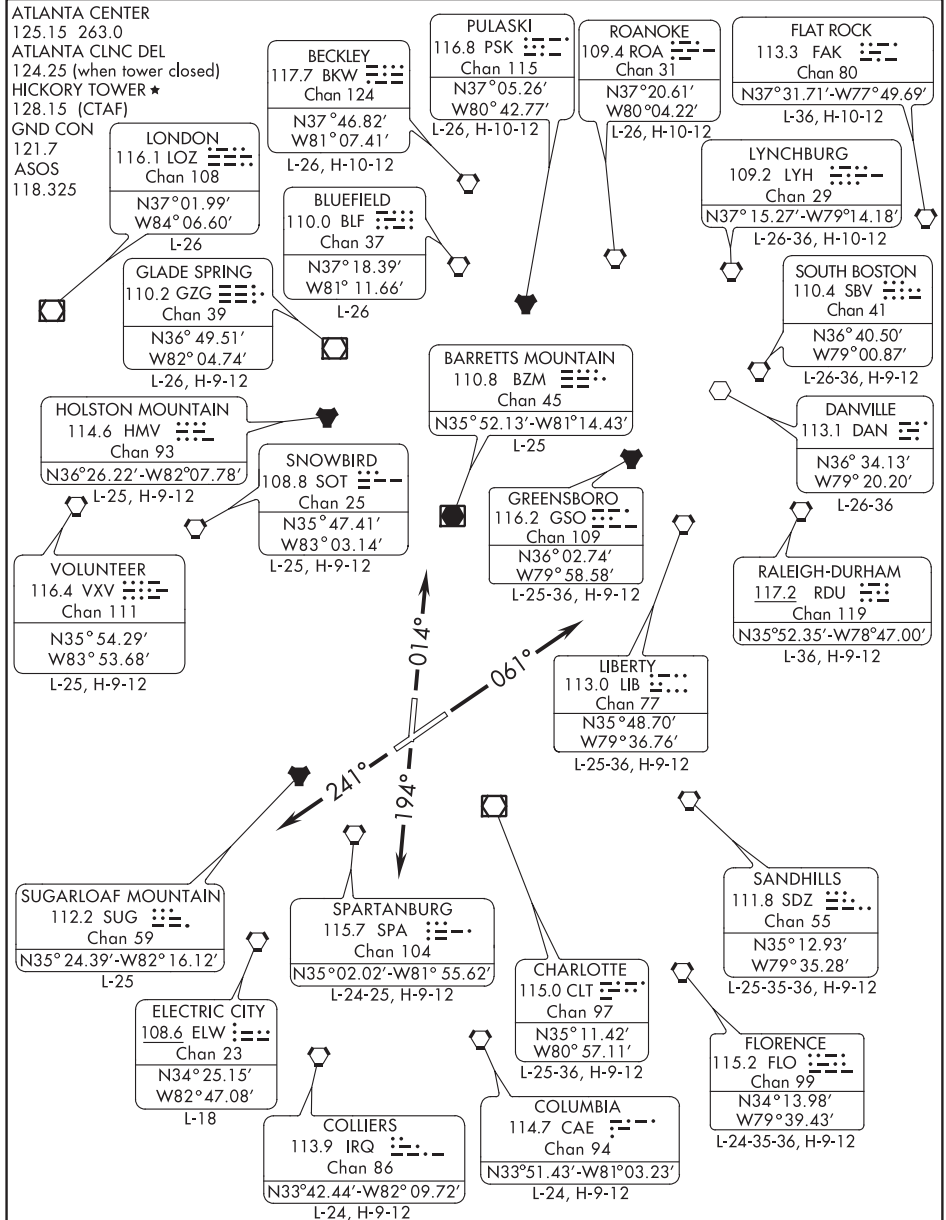 ATLANTA CENTER
125.15 263.0
ATLANTA CLNC DEL
124.25 (when tower closed)
HICKORY TOWER ★
128.15 (CTAF)
GND CON
121.7
ASOS
118.325
LONDON
116.1 LOZ
Chan 108
N37°01.99′
W84°06.60′
L-26
BECKLEY
117.7 BKW
Chan 124
N37°46.82′
W81°07.41′
L-26, H-10-12
PULASKI
116.8 PSK
Chan 115
N37°05.26′
W80°42.77′
L-26, H-10-12
ROANOKE
109.4 ROA
Chan 31
N37°20.61′
W80°04.22′
L-26, H-10-12
FLAT ROCK
113.3 FAK
Chan 80
N37°31.71′-W77°49.69′
L-36, H-10-12
LYNCHBURG
109.2 LYH
Chan 29
N37°15.27′-W79°14.18′
L-26-36, H-10-12
BLUEFIELD
110.0 BLF
Chan 37
N37°18.39′
W81°11.66′
L-26
GLADE SPRING
110.2 GZG
Chan 39
N36°49.51′
W82°04.74′
L-26, H-9-12
SOUTH BOSTON
110.4 SBV
Chan 41
N36°40.50′
W79°00.87′
L-26-36, H-9-12
BARRETTS MOUNTAIN
110.8 BZM
Chan 45
N35°52.13′-W81°14.43′
L-25
HOLSTON MOUNTAIN
114.6 HMV
Chan 93
N36°26.22′-W82°07.78′
L-25, H-9-12
DANVILLE
113.1 DAN
N36°34.13′
W79°20.20′
L-26-36
SNOWBIRD
108.8 SOT
Chan 25
N35°47.41′
W83°03.14′
L-25, H-9-12
GREENSBORO
116.2 GSO
Chan 109
N36°02.74′
W79°58.58′
L-25-36, H-9-12
VOLUNTEER
116.4 VXV
Chan 111
N35°54.29′
W83°53.68′
L-25, H-9-12
RALEIGH-DURHAM
117.2 RDU
Chan 119
N35°52.35′-W78°47.00′
L-36, H-9-12
014°
061°
241°
194°
LIBERTY
113.0 LIB
Chan 77
N35°48.70′
W79°36.76′
L-25-36, H-9-12
SUGARLOAF MOUNTAIN
112.2 SUG
Chan 59
N35°24.39′-W82°16.12′
L-25
SPARTANBURG
115.7 SPA
Chan 104
N35°02.02′-W81°55.62′
L-24-25, H-9-12
SANDHILLS
111.8 SDZ
Chan 55
N35°12.93′
W79°35.28′
L-25-35-36, H-9-12
CHARLOTTE
115.0 CLT
Chan 97
N35°11.42′
W80°57.11′
L-25-36, H-9-12
ELECTRIC CITY
108.6 ELW
Chan 23
N34°25.15′
W82°47.08′
L-18
FLORENCE
115.2 FLO
Chan 99
N34°13.98′
W79°39.43′
L-24-35-36, H-9-12
COLLIERS
113.9 IRQ
Chan 86
N33°42.44′-W82°09.72′
L-24, H-9-12
COLUMBIA
114.7 CAE
Chan 94
N33°51.43′-W81°03.23′
L-24, H-9-12